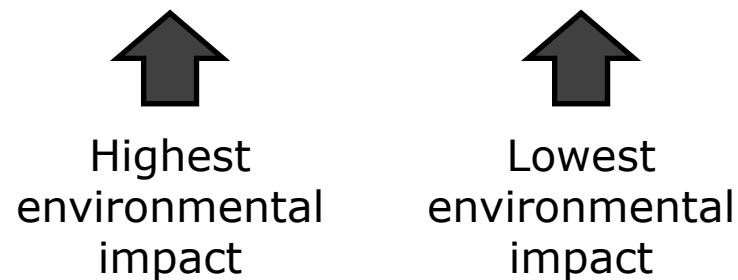 Highest
environmental
impact
Lowest
environmental
impact